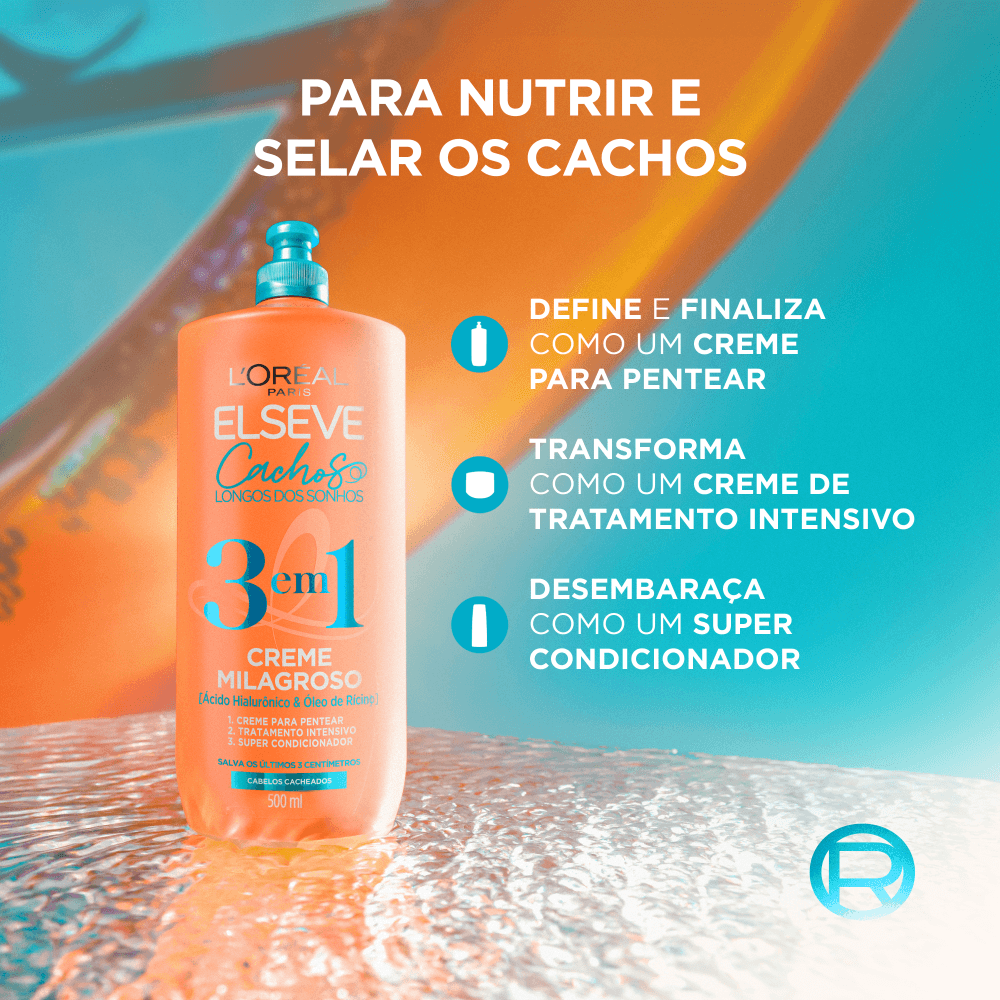 PARA NUTRIR E
SELAR OS CACHOS
L'ORÉAL
PARIS
ELSEVE
Cachos
LONGOS DOS SONHOS
3 em 1
CREME
MILAGROSO
[Ácido Hialurônico & Óleo de Rícino]
1. CREME PARA PENTEAR
2. TRATAMENTO INTENSIVO
3. SUPER CONDICIONADOR
SALVA OS ÚLTIMOS 3 CENTÍMETROS
CABELOS CACHEADOS
500 ml
DEFINE E FINALIZA
COMO UM CREME
PARA PENTEAR
TRANSFORMA
COMO UM CREME DE
TRATAMENTO INTENSIVO
DESEMBARAÇA
COMO UM SUPER
CONDICIONADOR
R